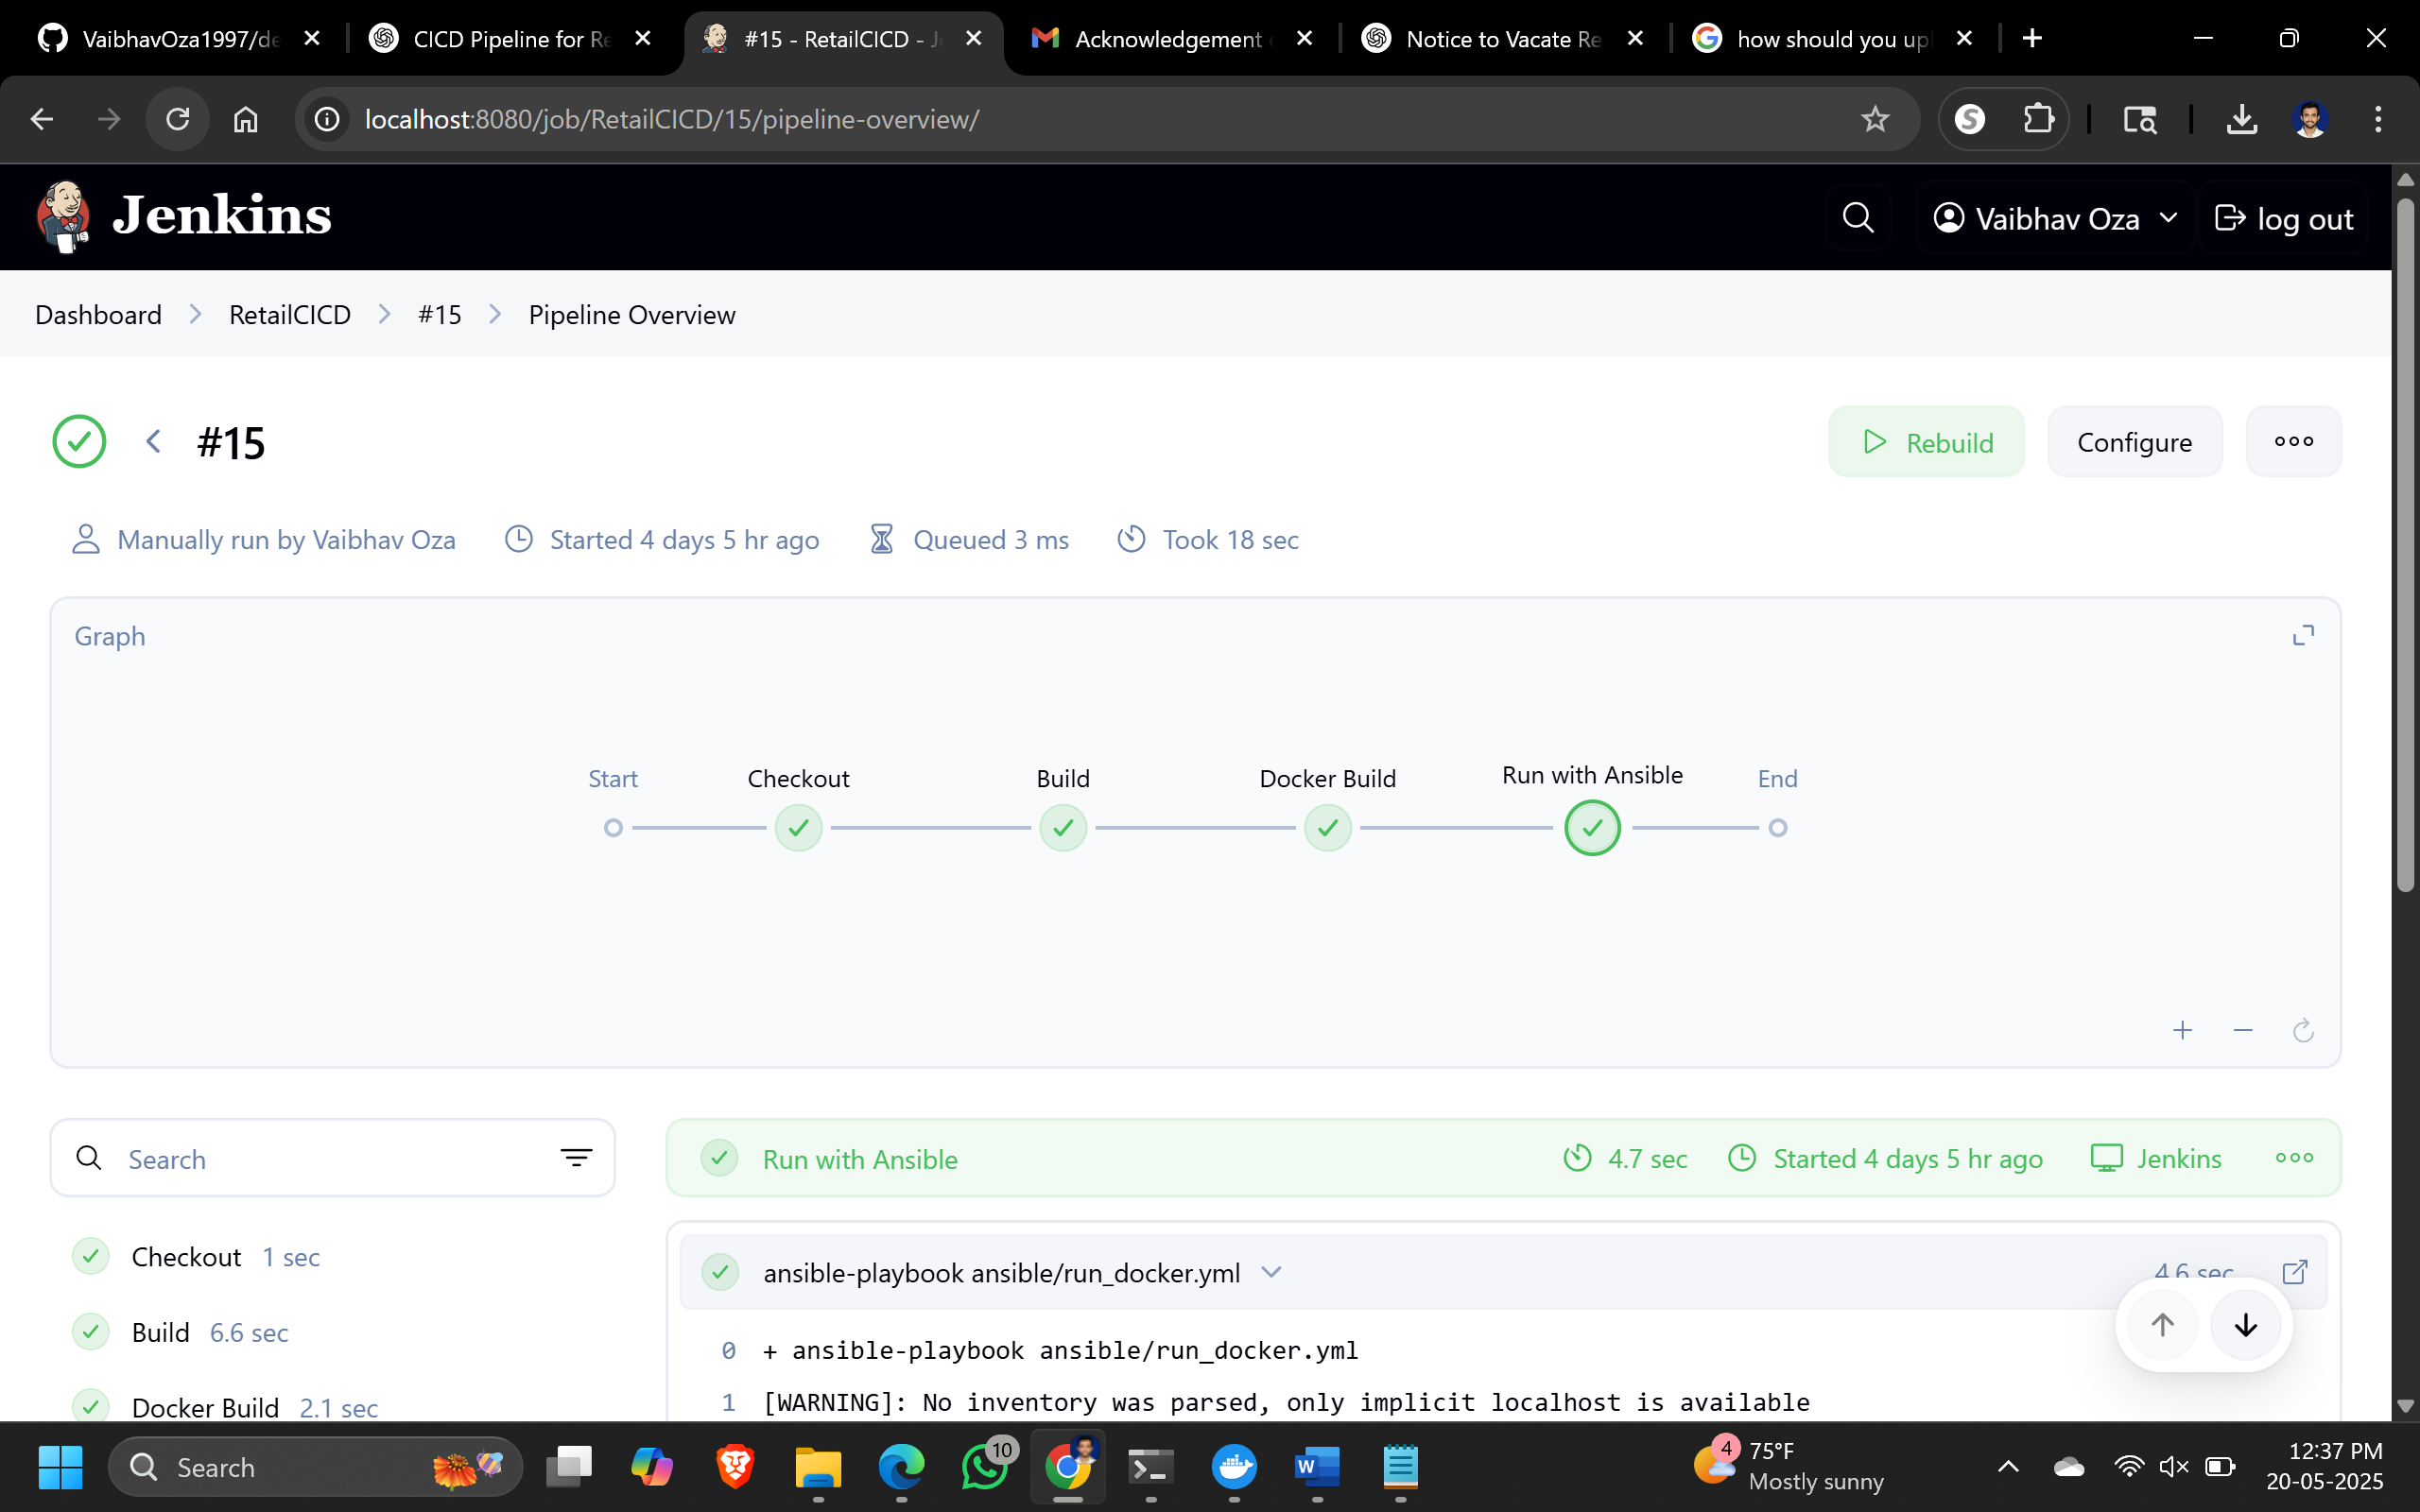 VaibhavOza1997/de
CICD Pipeline for Re
#15 - RetailCICD - J
Acknowledgement
Notice to Vacate Re
how should you up
localhost:8080/job/RetailCICD/15/pipeline-overview/
Jenkins
Vaibhav Oza
log out
Dashboard
RetailCICD
#15
Pipeline Overview
#15
Rebuild
Configure
Manually run by Vaibhav Oza
Started 4 days 5 hr ago
Queued 3 ms
Took 18 sec
Graph
Start
Checkout
Build
Docker Build
Run with Ansible
End
Search
Run with Ansible
4.7 sec
Started 4 days 5 hr ago
Jenkins
Checkout 1 sec
Build 6.6 sec
Docker Build 2.1 sec
ansible-playbook ansible/run_docker.yml
4.6 sec
0 + ansible-playbook ansible/run_docker.yml
1 [WARNING]: No inventory was parsed, only implicit localhost is available
Search
10
4
75°F
Mostly sunny
12:37 PM
20-05-2025